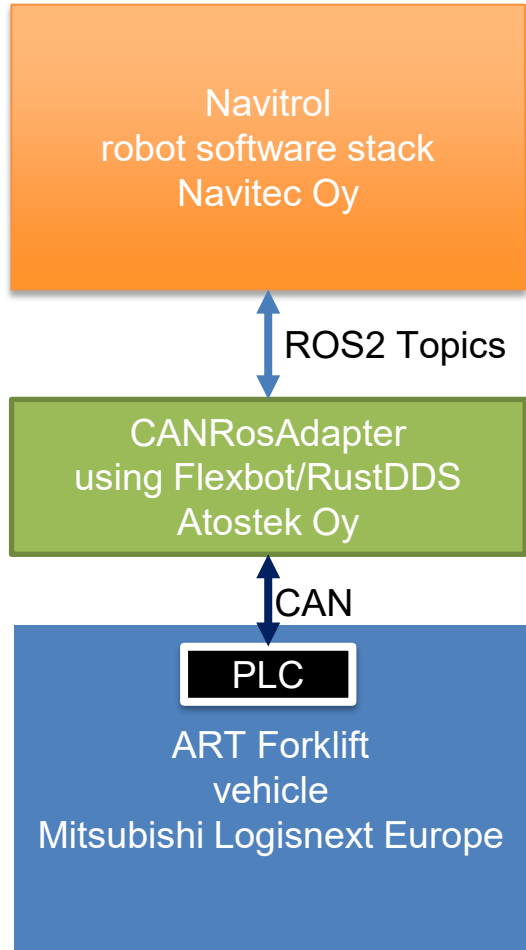 Navitrol
robot software stack
Navitec Oy
ROS2 Topics
CANRosAdapter
using Flexbot/RustDDS
Atostek Oy
CAN
PLC
ART Forklift
vehicle
Mitsubishi Logisnext Europe